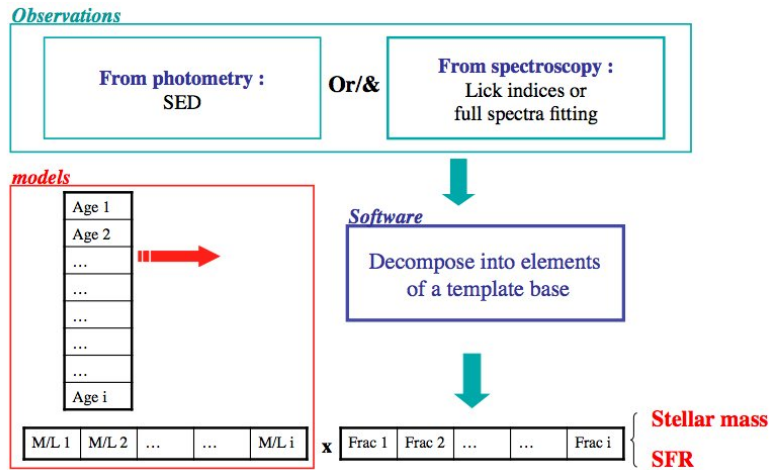 Observations
From photometry :
SED
Or/&
From spectroscopy :
Lick indices or
full spectra fitting
models
Age 1
Age 2
...
...
...
...
...
Age i
Software
Decompose into elements
of a template base
M/L 1 M/L 2 ... ... M/L i x Frac 1 Frac 2 ... ... Frac i
Stellar mass
SFR